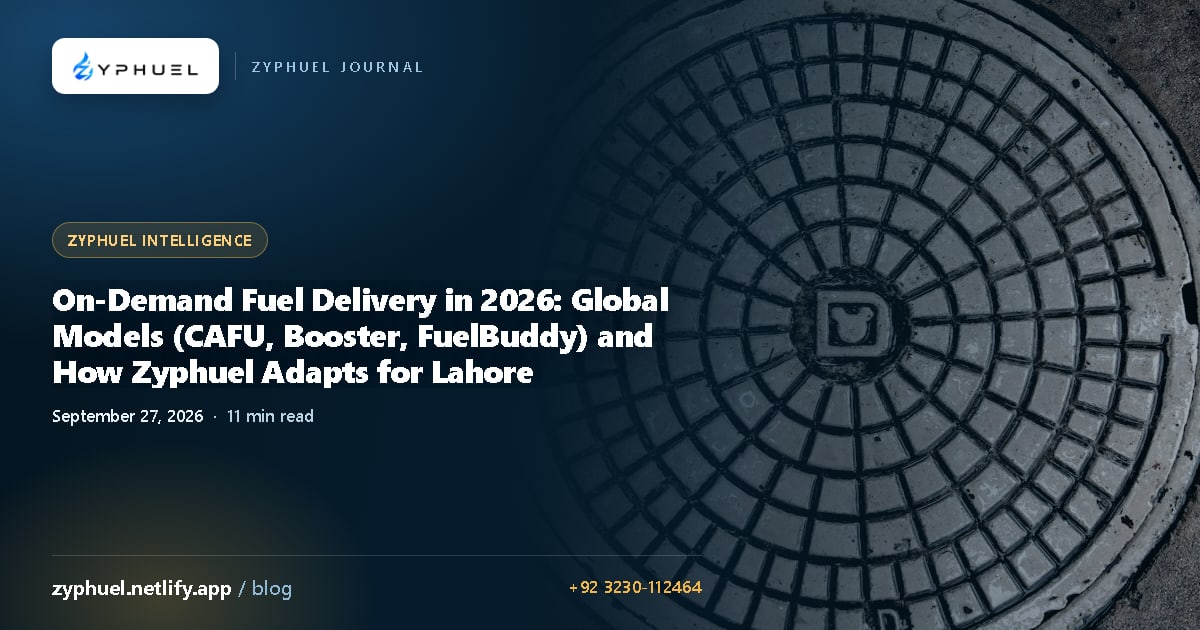 ZYPHUEL
ZYPHUEL JOURNAL
ZYPHUEL INTELLIGENCE
On-Demand Fuel Delivery in 2026: Global
Models (CAFU, Booster, FuelBuddy) and
How Zyphuel Adapts for Lahore
September 27, 2026 · 11 min read
zyphuel.netlify.app / blog
+92 3230-112464
D